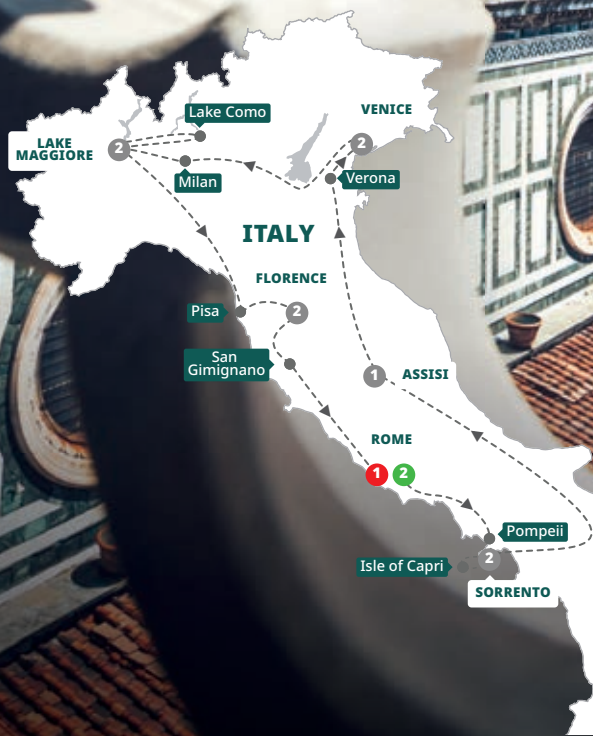 Lake Como
VENICE
LAKE
MAGGIORE
2
2
Milan
Verona
ITALY
FLORENCE
Pisa
2
San
Gimignano
1
ASSISI
ROME
1
2
Pompeii
Isle of Capri
2
SORRENTO